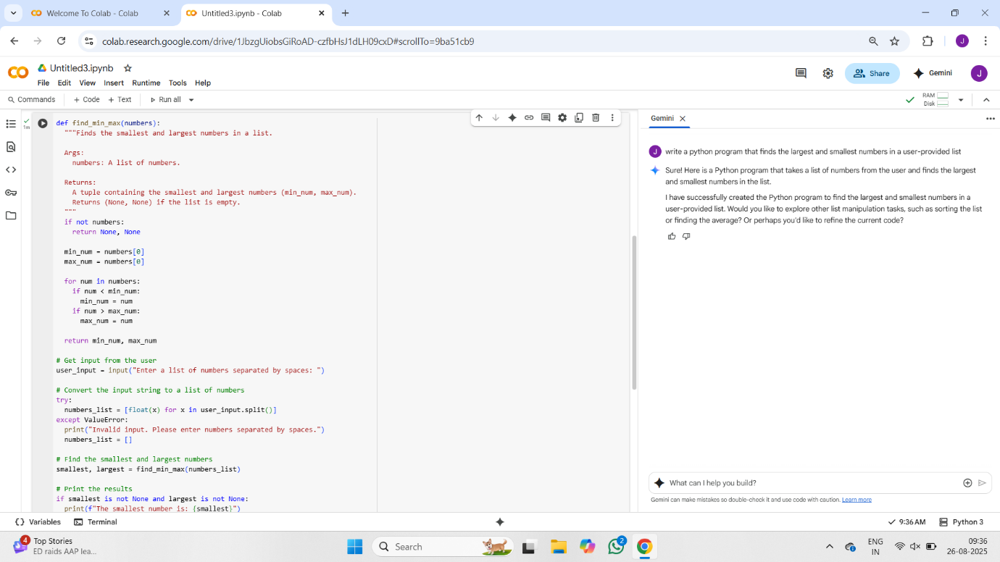 Welcome To Colab - Colab
Untitled3.ipynb - Colab
colab.research.google.com/drive/1JbzgUiobsGiRoAD-czfbHsJ1dLH09cxD#scrollTo=9ba51cb9
J
Untitled3.ipynb
File Edit View Insert Runtime Tools Help
Share
Gemini
J
Commands + Code + Text Run all
RAM
Disk
1m
def find_min_max(numbers):
"""Finds the smallest and largest numbers in a list.
Args:
numbers: A list of numbers.
Returns:
A tuple containing the smallest and largest numbers (min_num, max_num).
Returns (None, None) if the list is empty.
"""
if not numbers:
return None, None
min_num = numbers[0]
max_num = numbers[0]
for num in numbers:
if num < min_num:
min_num = num
if num > max_num:
max_num = num
return min_num, max_num
# Get input from the user
user_input = input("Enter a list of numbers separated by spaces: ")
# Convert the input string to a list of numbers
try:
numbers_list = [float(x) for x in user_input.split()]
except ValueError:
print("Invalid input. Please enter numbers separated by spaces.")
numbers_list = []
# Find the smallest and largest numbers
smallest, largest = find_min_max(numbers_list)
# Print the results
if smallest is not None and largest is not None:
print(f"The smallest number is: {smallest}")
Gemini
J
write a python program that finds the largest and smallest numbers in a user-provided list
Sure! Here is a Python program that takes a list of numbers from the user and finds the largest
and smallest numbers in the list.
I have successfully created the Python program to find the largest and smallest numbers in a
user-provided list. Would you like to explore other list manipulation tasks, such as sorting the list
or finding the average? Or perhaps you'd like to refine the current code?
What can I help you build?
Gemini can make mistakes so double-check it and use code with caution. Learn more
Variables
Terminal
9:36 AM
Python 3
4
Top Stories
ED raids AAP lea...
Search
2
ENG
IN
09:36
26-08-2025